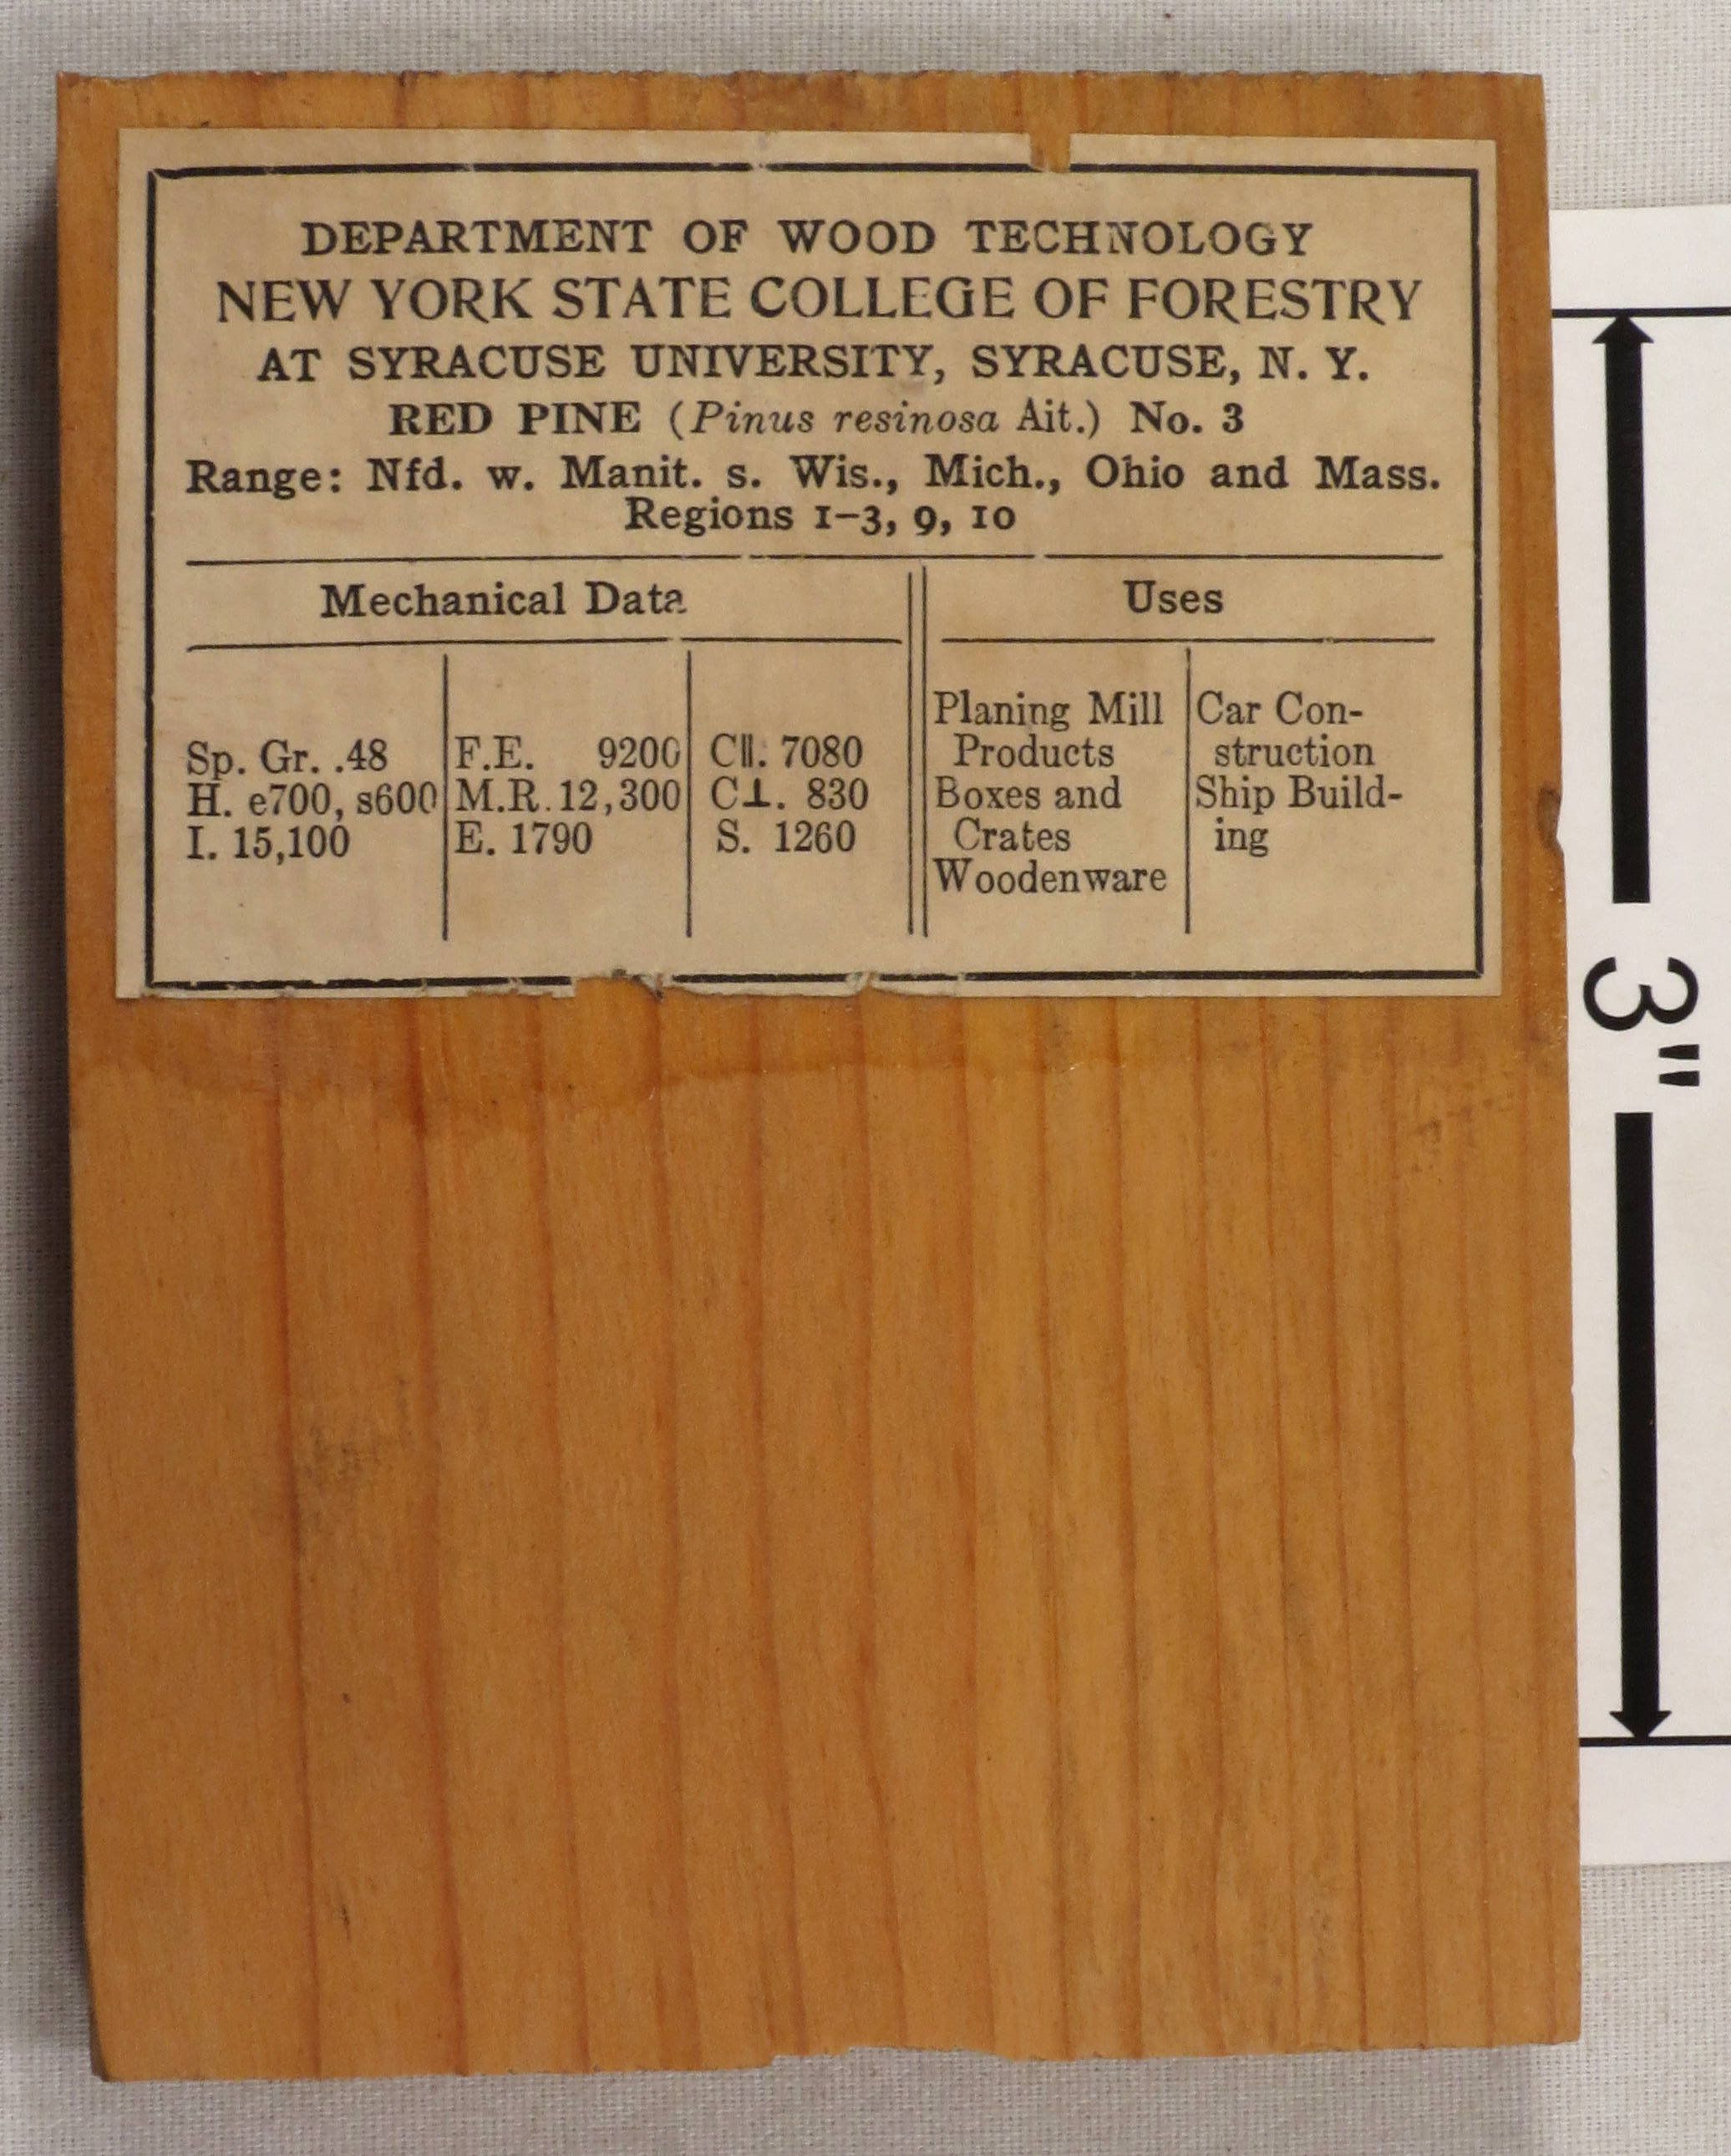 DEPARTMENT OF WOOD TECHNOLOGY
NEW YORK STATE COLLEGE OF FORESTRY
AT SYRACUSE UNIVERSITY, SYRACUSE, N. Y.
RED PINE (Pinus resinosa Ait.) No. 3
Range: Nfd. w. Manit. s. Wis., Mich., Ohio and Mass.
Regions 1-3, 9, 10
Mechanical Data
Sp. Gr. .48
H. e700, s600
I. 15,100
F.E. 9200
M.R. 12,300
E. 1790
C||. 7080
C⊥. 830
S. 1260
Uses
Planing Mill
Products
Boxes and
Crates
Woodenware
Car Con-
struction
Ship Build-
ing
3"